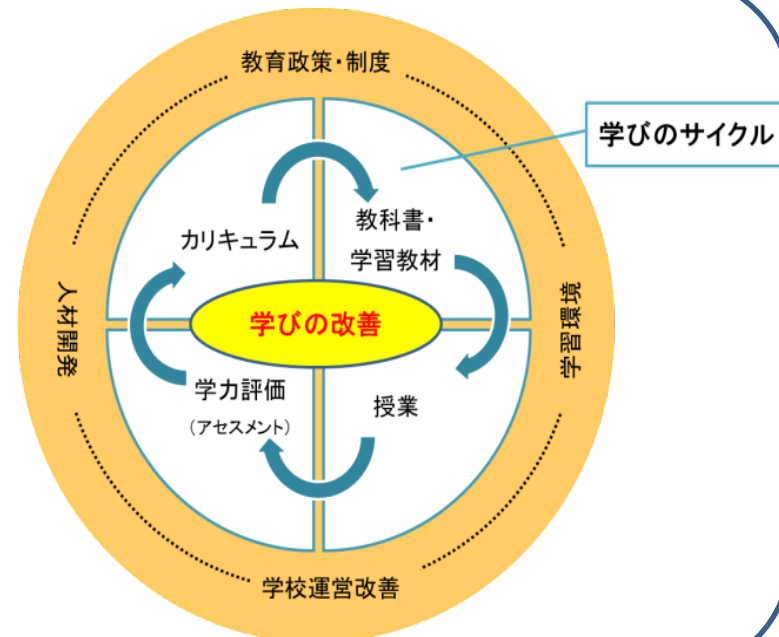 教育政策・制度
学びのサイクル
教科書・
学習教材
カリキュラム
人材開発
学びの改善
学習環境
学力評価
（アセスメント）
授業
学校運営改善